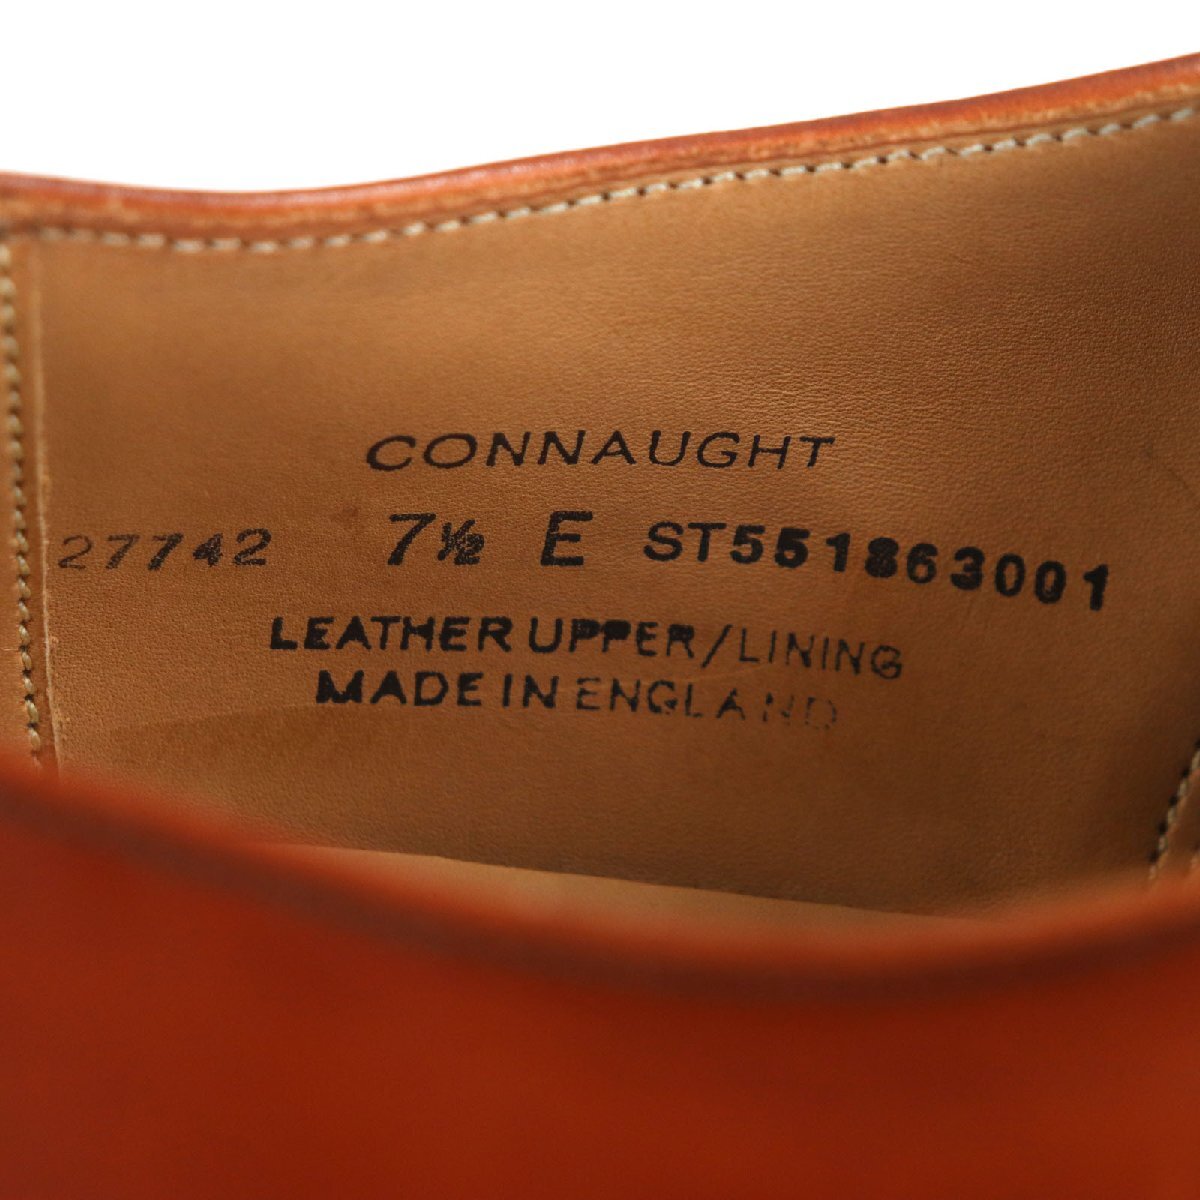 CONNAUGHT
27742 7½ E ST551863001
LEATHER UPPER/LINING
MADE IN ENGLAND